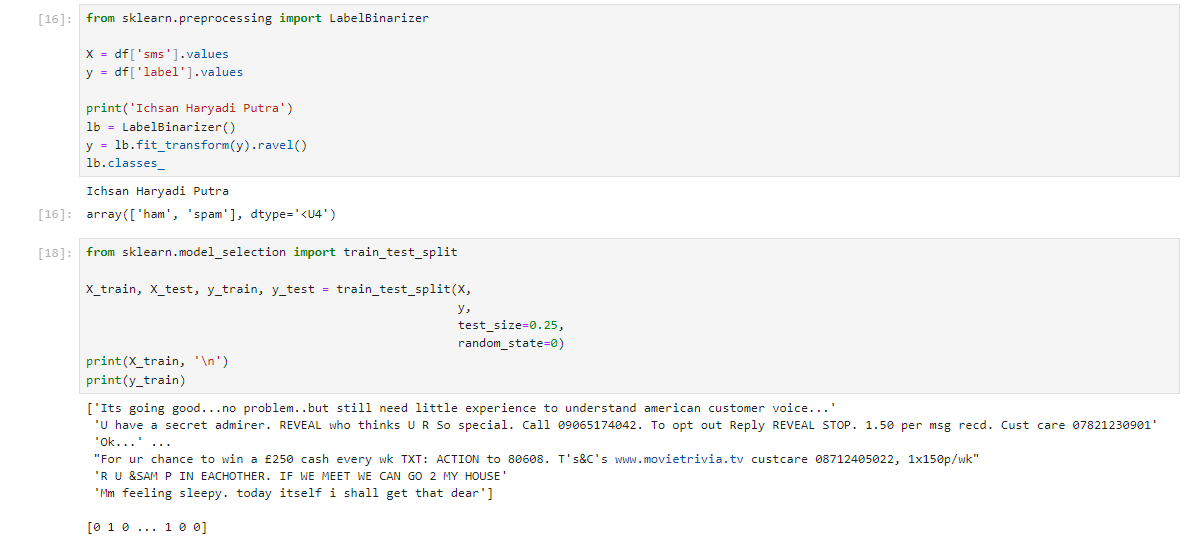 [16]: from sklearn.preprocessing import LabelBinarizer
X = df['sms'].values
y = df['label'].values
print('Ichsan Haryadi Putra')
lb = LabelBinarizer()
y = lb.fit_transform(y).ravel()
lb.classes_
Ichsan Haryadi Putra
[16]: array(['ham', 'spam'], dtype='<U4')
[18]: from sklearn.model_selection import train_test_split
X_train, X_test, y_train, y_test = train_test_split(X,
y,
test_size=0.25,
random_state=0)
print(X_train, '\n')
print(y_train)
['Its going good...no problem..but still need little experience to understand american customer voice...'
'U have a secret admirer. REVEAL who thinks U R So special. Call 09065174042. To opt out Reply REVEAL STOP. 1.50 per msg recd. Cust care 07821230901'
'Ok...' ...
"For ur chance to win a £250 cash every wk TXT: ACTION to 80608. T's&C's www.movietrivia.tv custcare 08712405022, 1x150p/wk"
'R U &SAM P IN EACHOTHER. IF WE MEET WE CAN GO 2 MY HOUSE'
'Mm feeling sleepy. today itself i shall get that dear']
[0 1 0 ... 1 0 0]